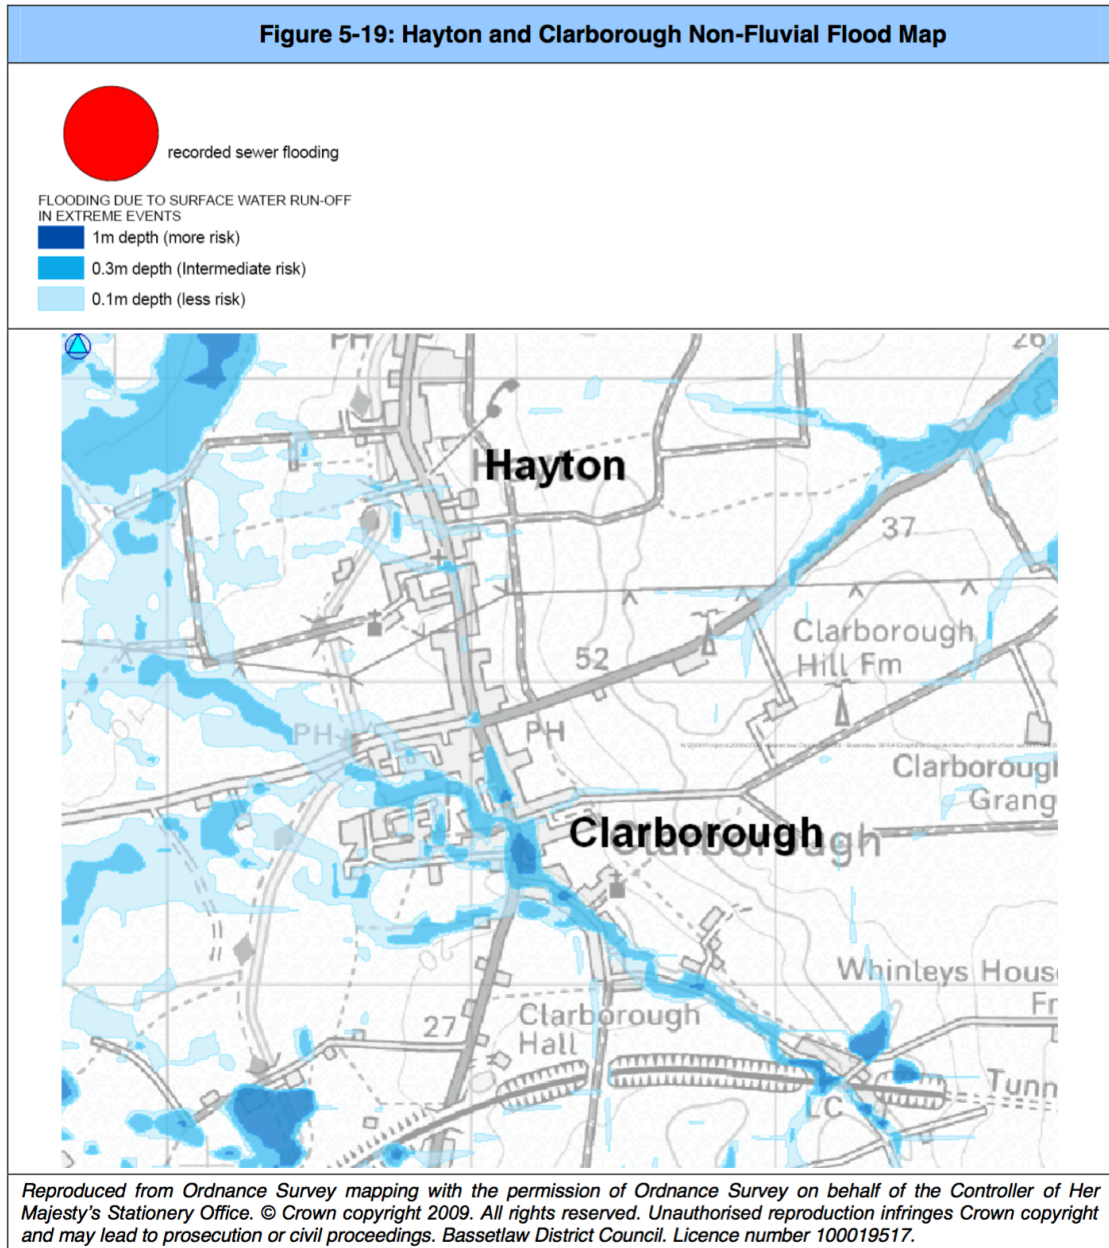 Figure 5-19: Hayton and Clarborough Non-Fluvial Flood Map
recorded sewer flooding
FLOODING DUE TO SURFACE WATER RUN-OFF
IN EXTREME EVENTS
1m depth (more risk)
0.3m depth (Intermediate risk)
0.1m depth (less risk)
PH
26
Hayton
37
Clarborough
Hill Fm
52
PH
PH
Clarborough
Grang
Clarborough
Whinleys House
Fr
27
Clarborough
Hall
Tunn
LC
Reproduced from Ordnance Survey mapping with the permission of Ordnance Survey on behalf of the Controller of Her
Majesty's Stationery Office. © Crown copyright 2009. All rights reserved. Unauthorised reproduction infringes Crown copyright
and may lead to prosecution or civil proceedings. Bassetlaw District Council. Licence number 100019517.